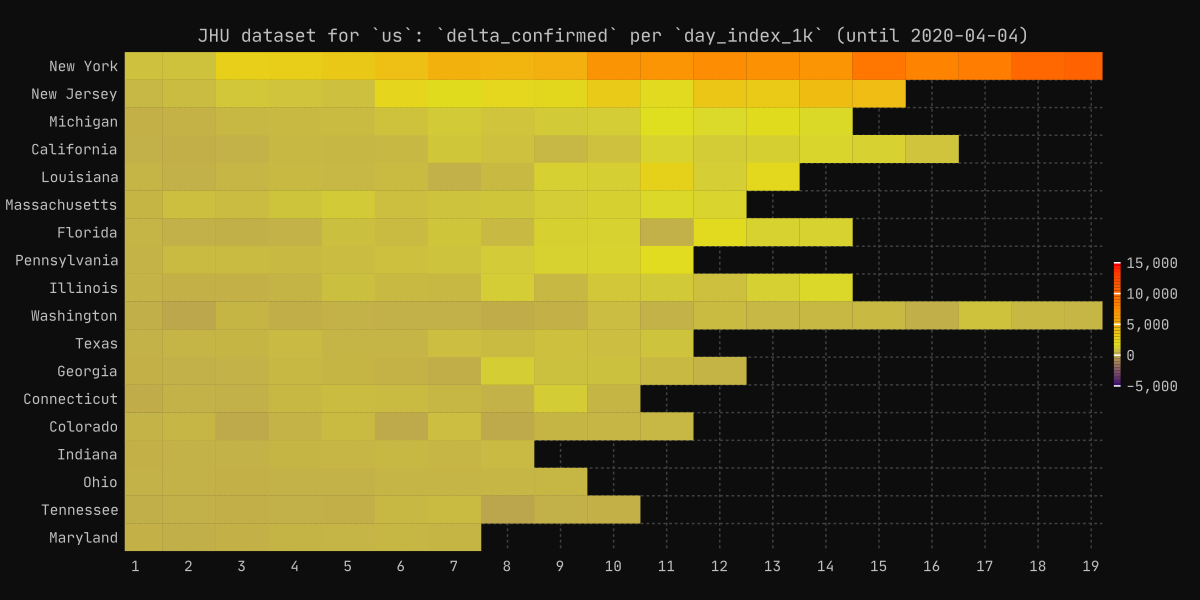 JHU dataset for `us`: `delta_confirmed` per `day_index_1k` (until 2020-04-04)
New York
New Jersey
Michigan
California
Louisiana
Massachusetts
Florida
Pennsylvania
Illinois
Washington
Texas
Georgia
Connecticut
Colorado
Indiana
Ohio
Tennessee
Maryland
1 2 3 4 5 6 7 8 9 10 11 12 13 14 15 16 17 18 19
15,000
10,000
5,000
0
−5,000